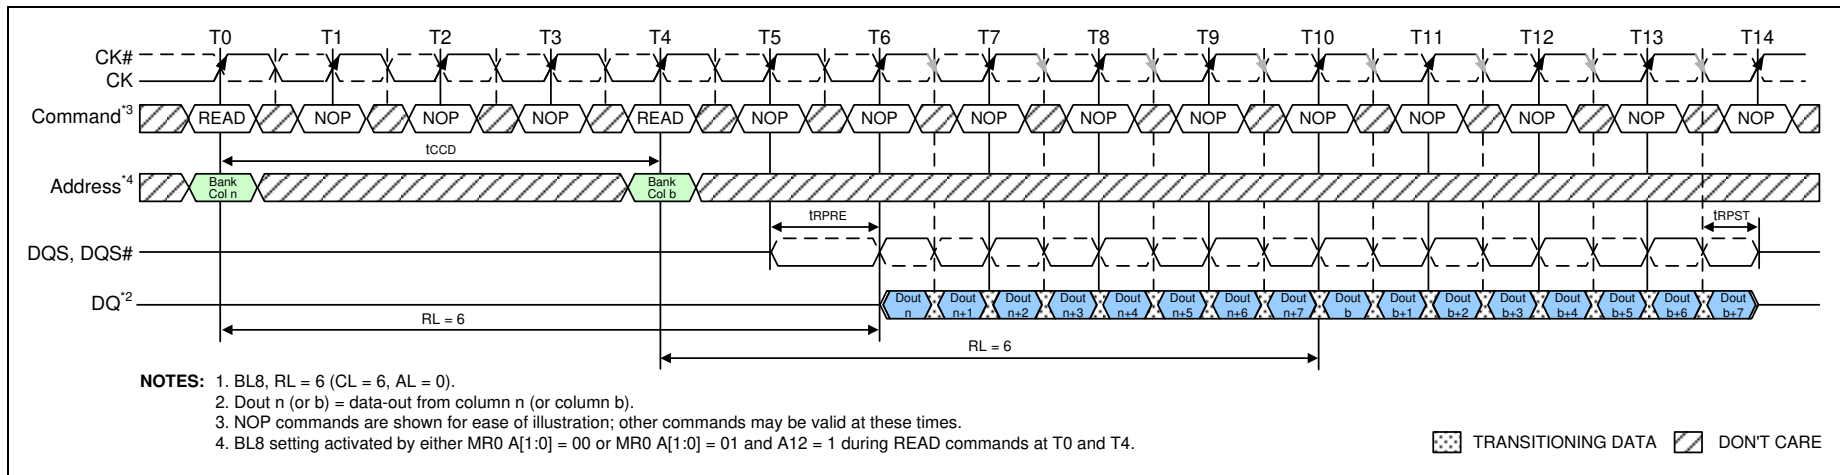 T0 T1 T2 T3 T4 T5 T6 T7 T8 T9 T10 T11 T12 T13 T14
CK#
CK
Command*3 READ NOP NOP NOP READ NOP NOP NOP NOP NOP NOP NOP NOP NOP NOP
tCCD
Address*4 Bank Col n Bank Col b
tRPRE tRPST
DQS, DQS#
DQ*2 Dout n Dout n+1 Dout n+2 Dout n+3 Dout n+4 Dout n+5 Dout n+6 Dout n+7 Dout b Dout b+1 Dout b+2 Dout b+3 Dout b+4 Dout b+5 Dout b+6 Dout b+7
RL = 6
RL = 6
NOTES: 1. BL8, RL = 6 (CL = 6, AL = 0).
2. Dout n (or b) = data-out from column n (or column b).
3. NOP commands are shown for ease of illustration; other commands may be valid at these times.
4. BL8 setting activated by either MR0 A[1:0] = 00 or MR0 A[1:0] = 01 and A12 = 1 during READ commands at T0 and T4.
TRANSITIONING DATA DON'T CARE